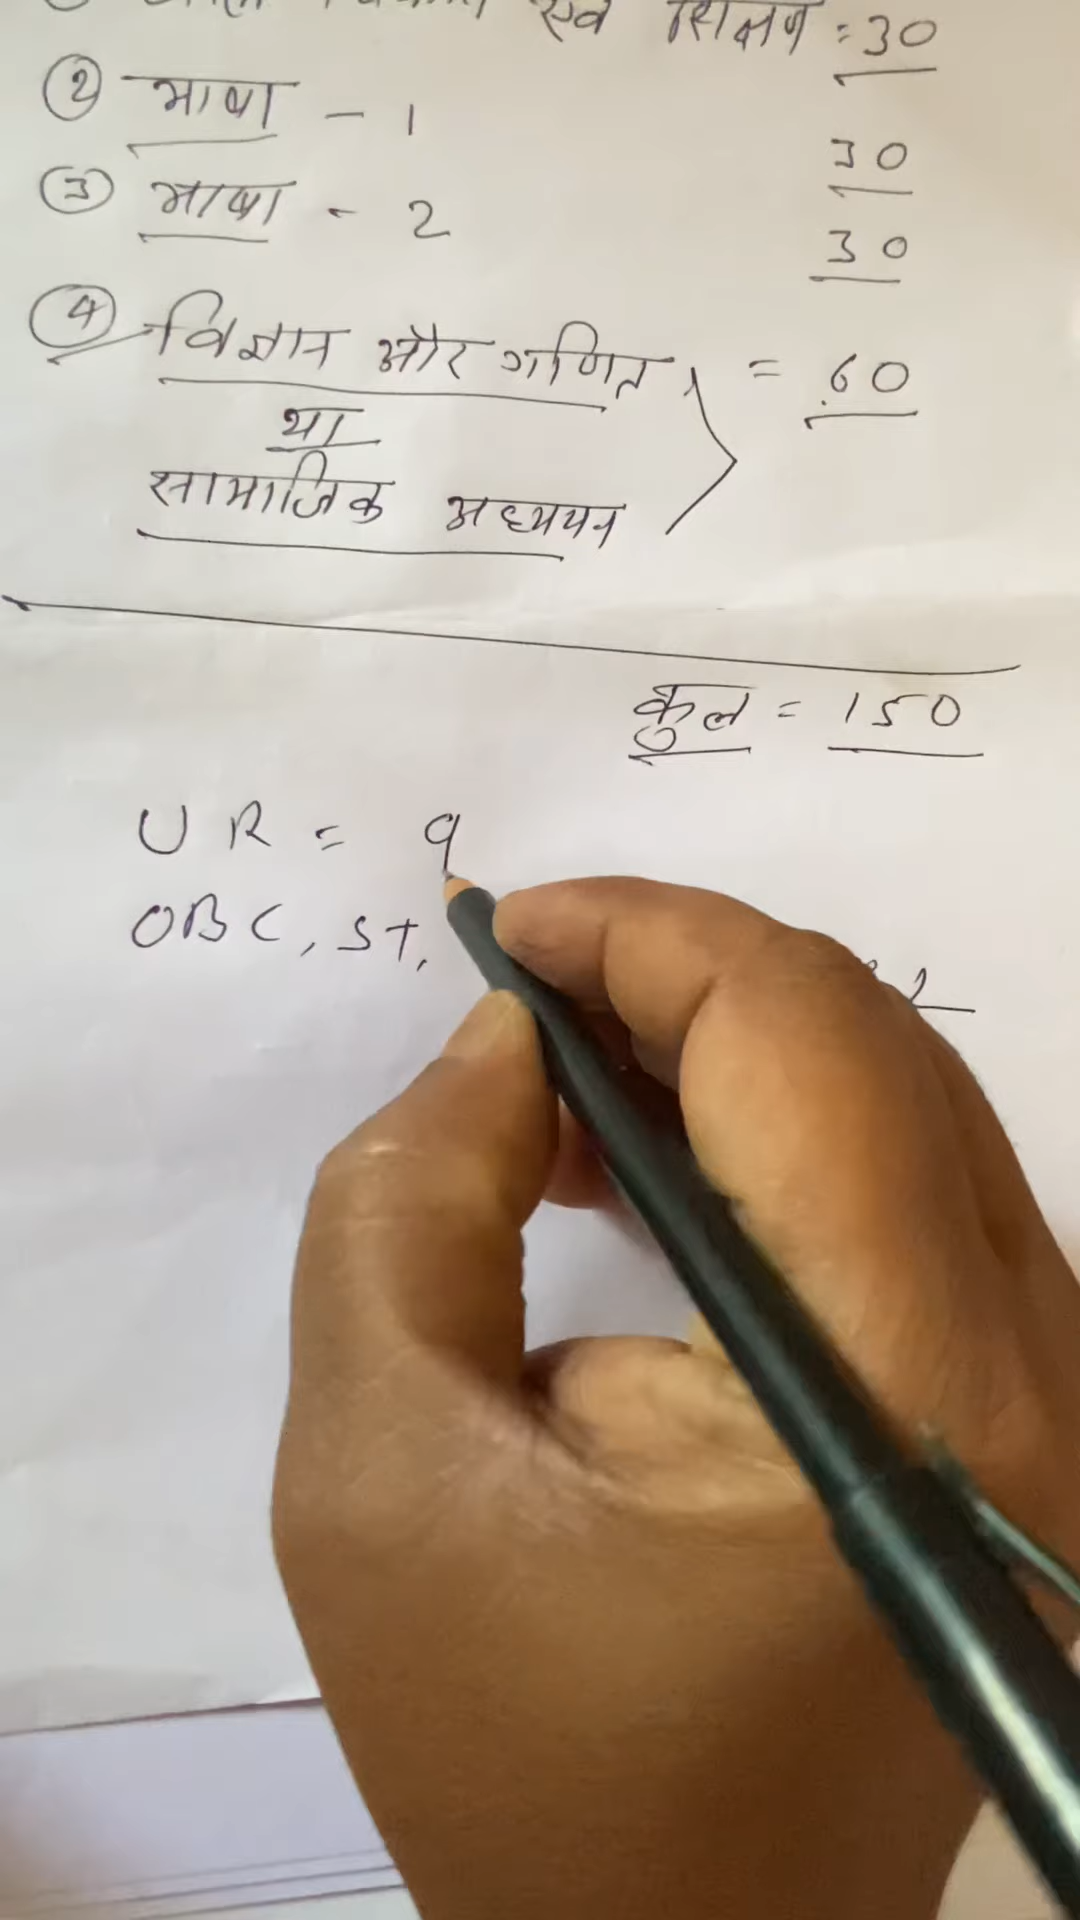 एवं शिक्षण = 30
② भाषा - 1 30
③ भाषा - 2 30
④ विज्ञान और गणित = 60
या
सामाजिक अध्ययन
कुल = 150
UR = 9
OBC, ST,